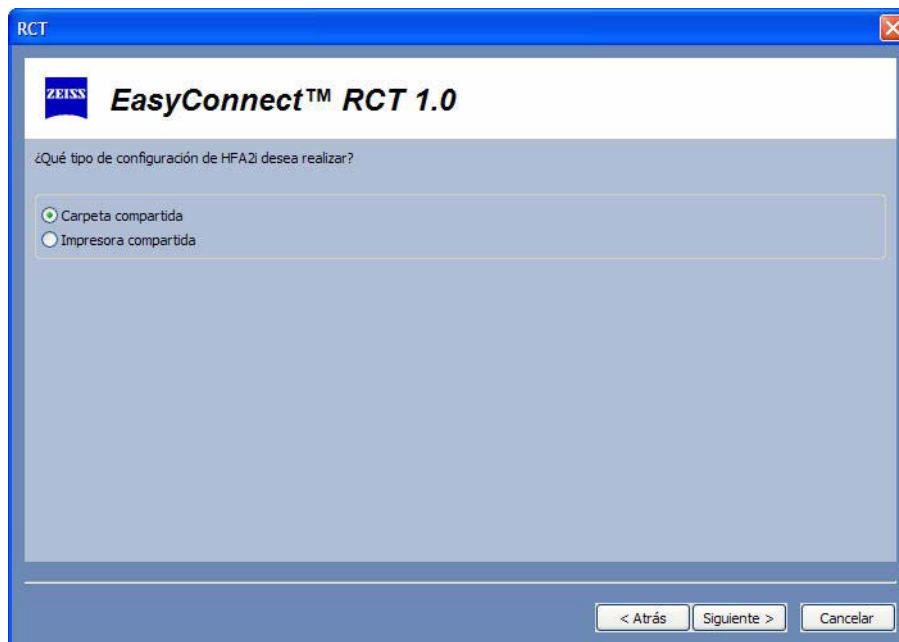 RCT
ZEISS
EasyConnect™ RCT 1.0
¿Qué tipo de configuración de HFA2i desea realizar?
Carpeta compartida
Impresora compartida
< Atrás
Siguiente >
Cancelar